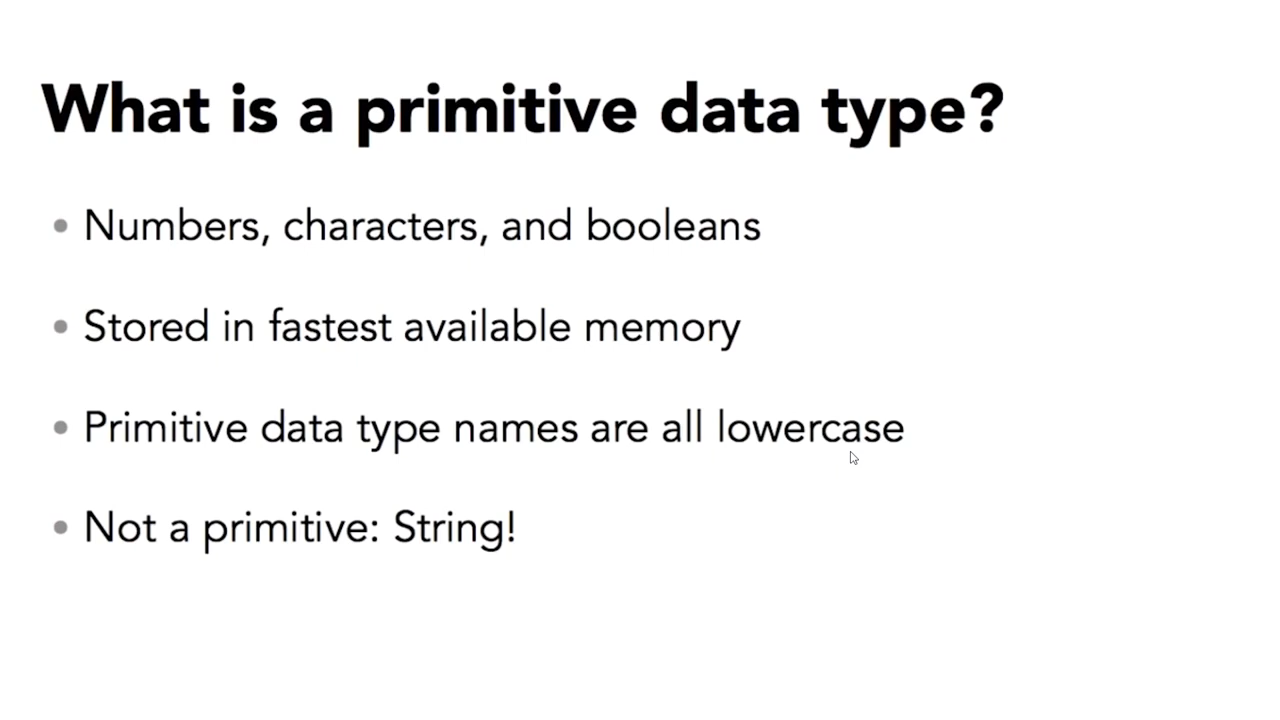 What is a primitive data type?
• Numbers, characters, and booleans
• Stored in fastest available memory
• Primitive data type names are all lowercase
• Not a primitive: String!